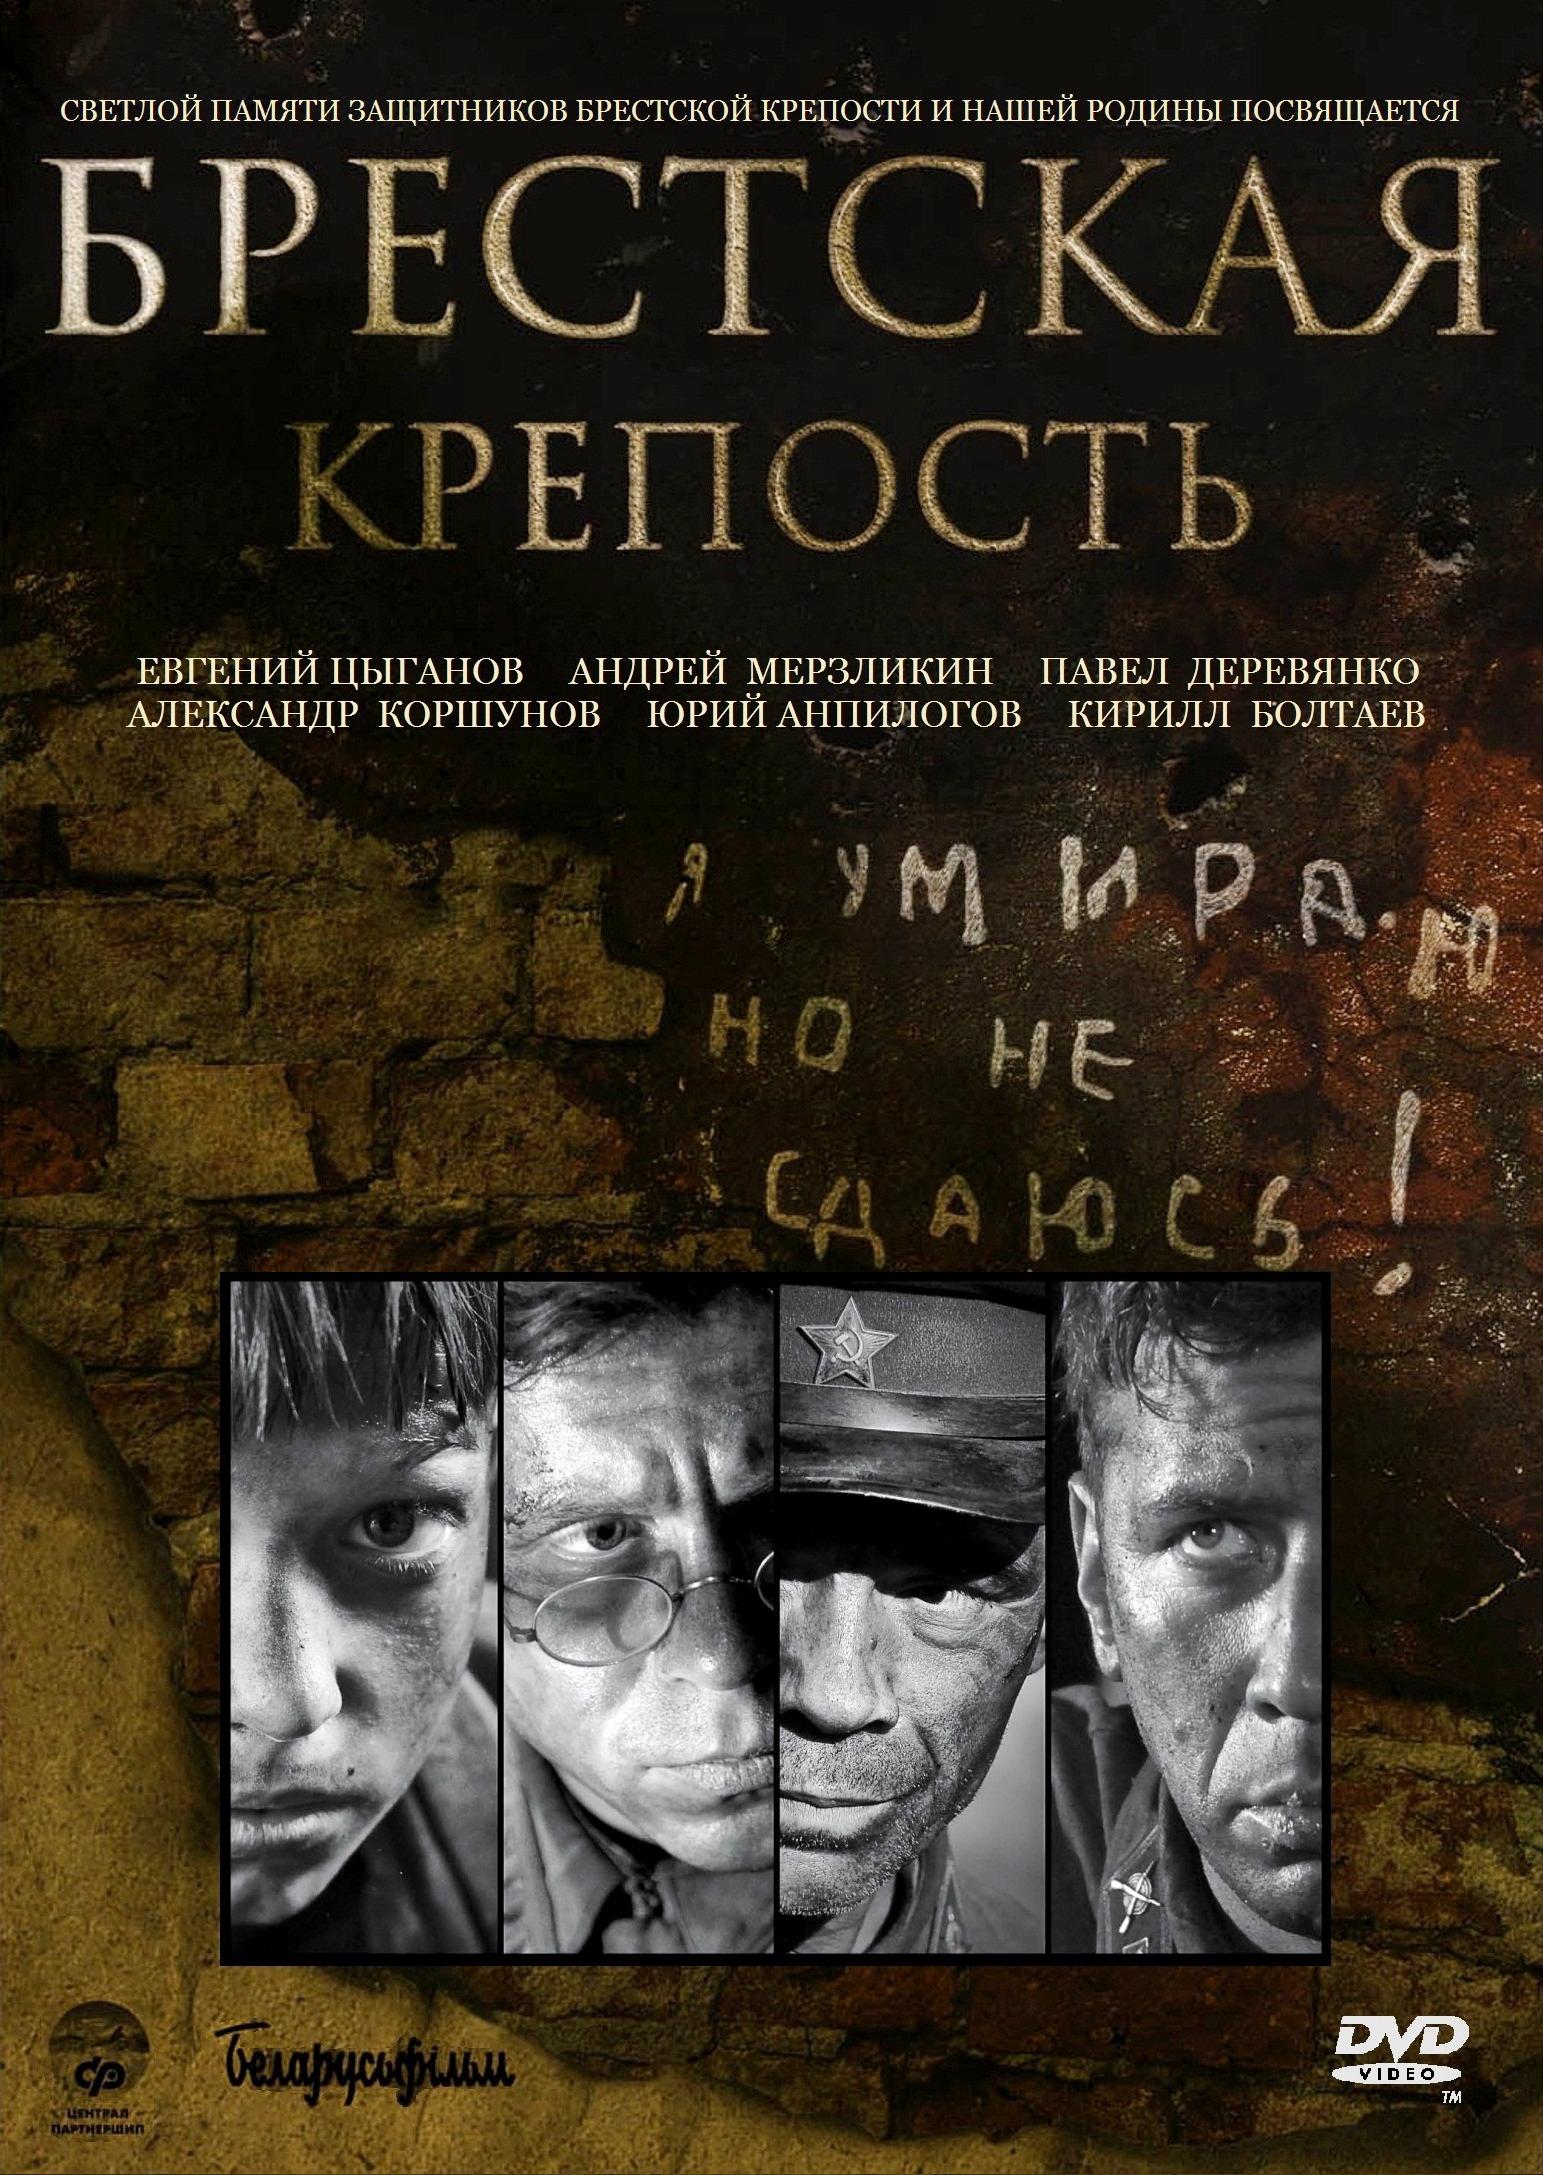 СВЕТЛОЙ ПАМЯТИ ЗАЩИТНИКОВ БРЕСТСКОЙ КРЕПОСТИ И НАШЕЙ РОДИНЫ ПОСВЯЩАЕТСЯ
БРЕСТСКАЯ
КРЕПОСТЬ
ЕВГЕНИЙ ЦЫГАНОВ АНДРЕЙ МЕРЗЛИКИН ПАВЕЛ ДЕРЕВЯНКО
АЛЕКСАНДР КОРШУНОВ ЮРИЙ АНПИЛОГОВ КИРИЛЛ БОЛТАЕВ
Я УМИРАЮ
НО НЕ
СДАЮСЬ!
ср
ЦЕНТРАЛ
ПАРТНЕРШИП
Беларусьфільм
DVD
VIDEO
TM